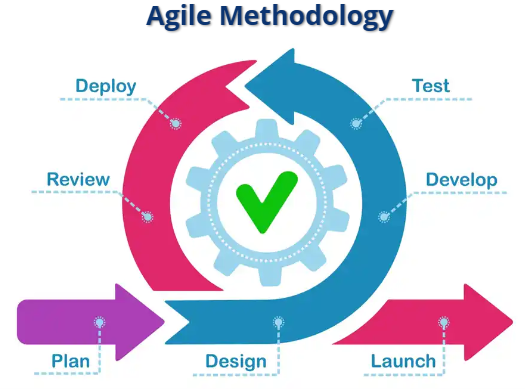 Agile Methodology
Deploy
Test
Review
Develop
Plan
Design
Launch